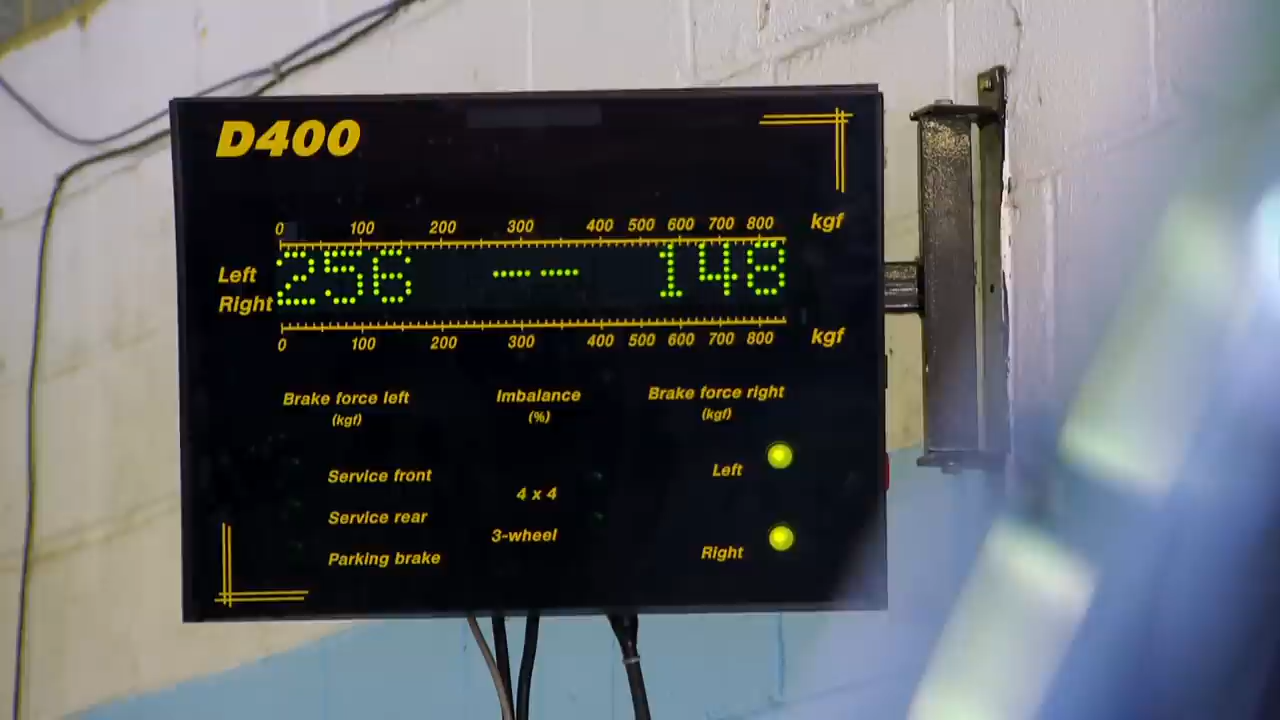 D400
0 100 200 300 400 500 600 700 800 kgf
Left
256 -- -- 148
Right
0 100 200 300 400 500 600 700 800 kgf
Brake force left
(kgf)
Imbalance
(%)
Brake force right
(kgf)
Service front
Service rear
Parking brake
4 x 4
3-wheel
Left
Right